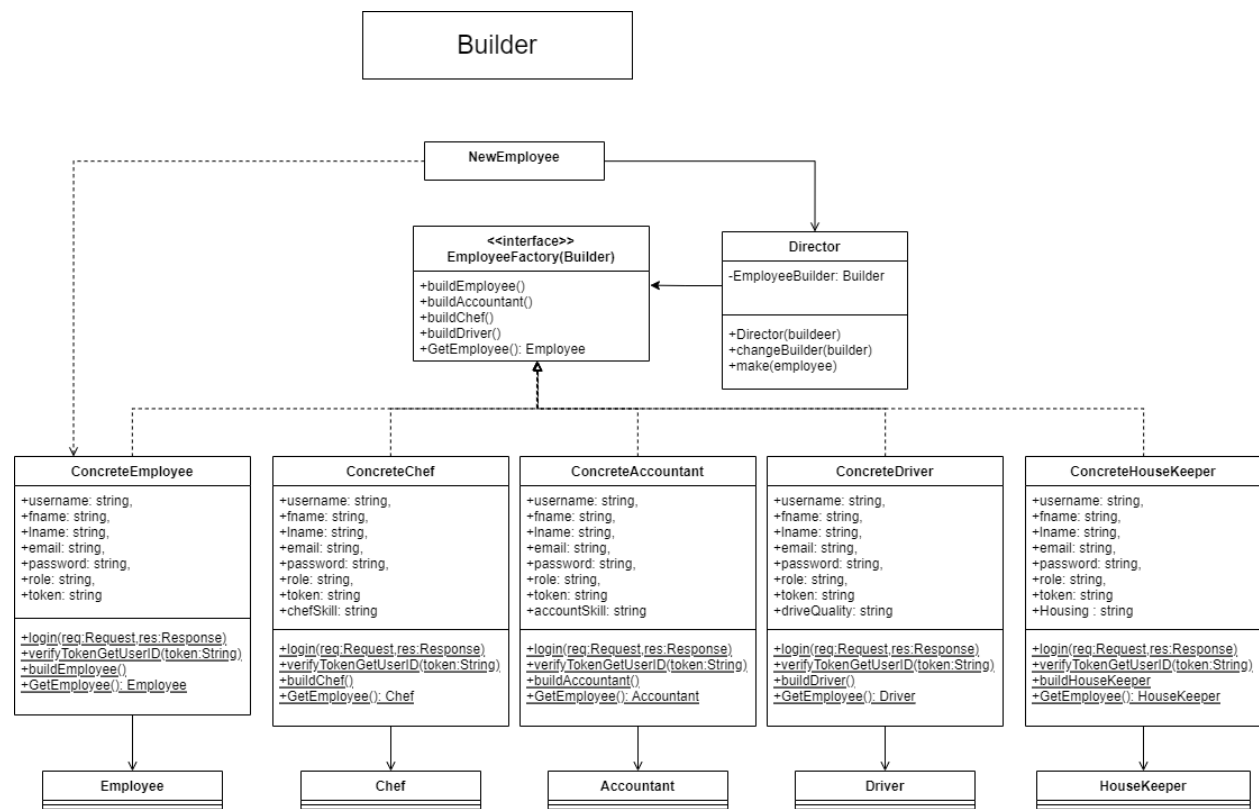 Builder
NewEmployee
<<interface>>
EmployeeFactory(Builder)
+buildEmployee()
+buildAccountant()
+buildChef()
+buildDriver()
+GetEmployee(): Employee
Director
-EmployeeBuilder: Builder
+Director(buildeer)
+changeBuilder(builder)
+make(employee)
ConcreteEmployee
+username: string,
+fname: string,
+lname: string,
+email: string,
+password: string,
+role: string,
+token: string
+login(req:Request,res:Response)
+verifyTokenGetUserID(token:String)
+buildEmployee()
+GetEmployee(): Employee
ConcreteChef
+username: string,
+fname: string,
+lname: string,
+email: string,
+password: string,
+role: string,
+token: string
+chefSkill: string
+login(req:Request,res:Response)
+verifyTokenGetUserID(token:String)
+buildChef()
+GetEmployee(): Chef
ConcreteAccountant
+username: string,
+fname: string,
+lname: string,
+email: string,
+password: string,
+role: string,
+token: string
+accountSkill: string
+login(req:Request,res:Response)
+verifyTokenGetUserID(token:String)
+buildAccountant()
+GetEmployee(): Accountant
ConcreteDriver
+username: string,
+fname: string,
+lname: string,
+email: string,
+password: string,
+role: string,
+token: string
+driveQuality: string
+login(req:Request,res:Response)
+verifyTokenGetUserID(token:String)
+buildDriver()
+GetEmployee(): Driver
ConcreteHouseKeeper
+username: string,
+fname: string,
+lname: string,
+email: string,
+password: string,
+role: string,
+token: string
+Housing : string
+login(req:Request,res:Response)
+verifyTokenGetUserID(token:String)
+buildHouseKeeper
+GetEmployee(): HouseKeeper
Employee
Chef
Accountant
Driver
HouseKeeper